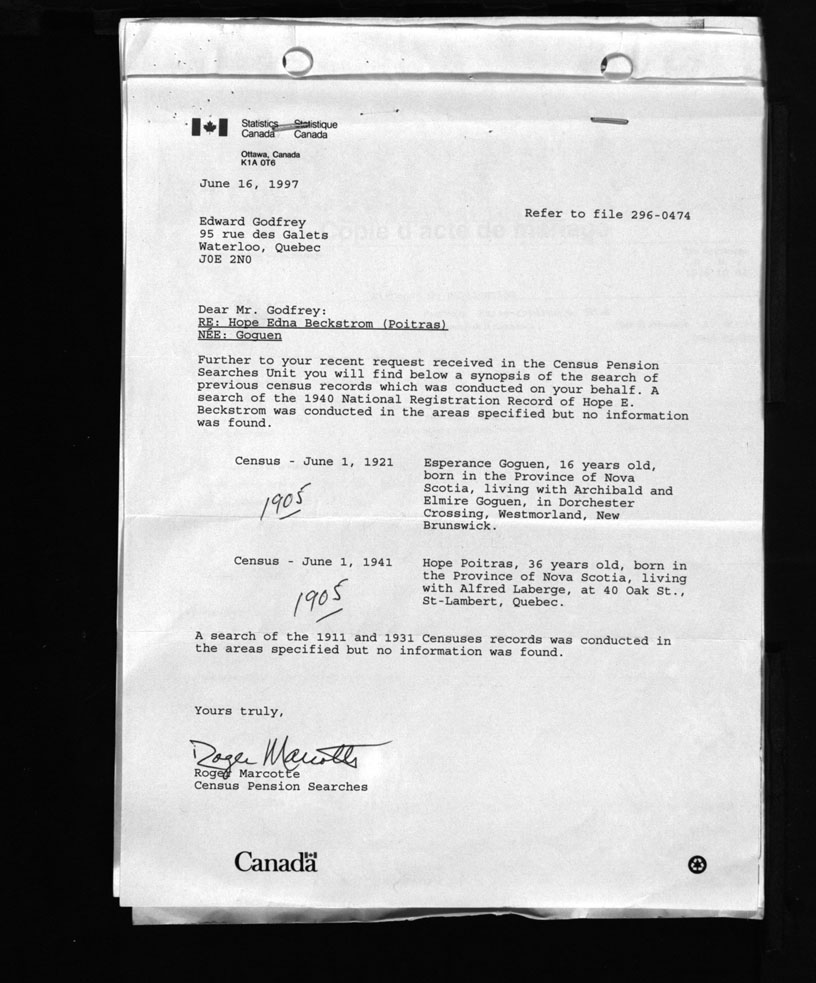 Statistics Statistique
Canada Canada
Ottawa, Canada
K1A 0T6
June 16, 1997
Refer to file 296-0474
Edward Godfrey
95 rue des Galets
Waterloo, Quebec
J0E 2N0
Copie d'acte de mariage
Dear Mr. Godfrey:
RE: Hope Edna Beckstrom (Poitras)
NÉE: Goguen
Further to your recent request received in the Census Pension
Searches Unit you will find below a synopsis of the search of
previous census records which was conducted on your behalf. A
search of the 1940 National Registration Record of Hope E.
Beckstrom was conducted in the areas specified but no information
was found.
Census - June 1, 1921
1905
Esperance Goguen, 16 years old,
born in the Province of Nova
Scotia, living with Archibald and
Elmire Goguen, in Dorchester
Crossing, Westmorland, New
Brunswick.
Census - June 1, 1941
1905
Hope Poitras, 36 years old, born in
the Province of Nova Scotia, living
with Alfred Laberge, at 40 Oak St.,
St-Lambert, Quebec.
A search of the 1911 and 1931 Censuses records was conducted in
the areas specified but no information was found.
Yours truly,
Roger Marcotte
Roger Marcotte
Census Pension Searches
Canada